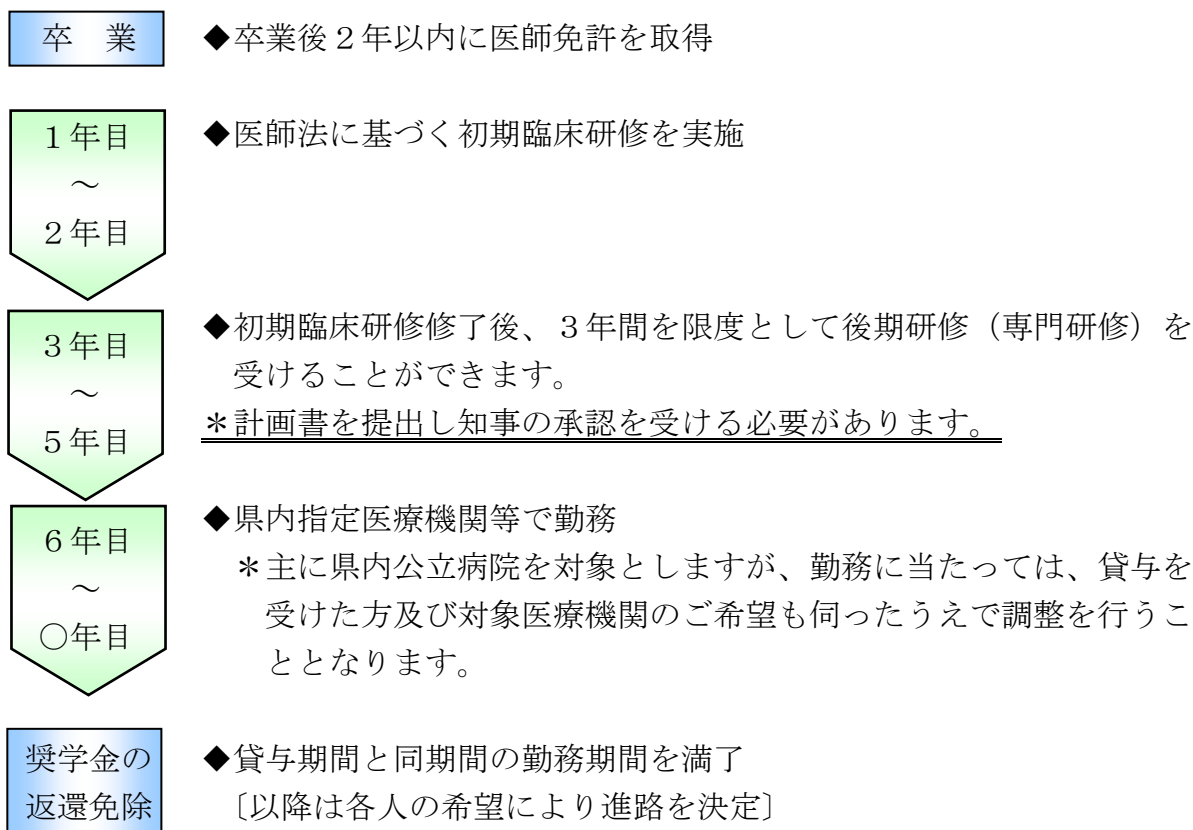 卒　業
◆卒業後２年以内に医師免許を取得
１年目
～
２年目
◆医師法に基づく初期臨床研修を実施
３年目
～
５年目
◆初期臨床研修修了後、３年間を限度として後期研修（専門研修）を
受けることができます。
＊計画書を提出し知事の承認を受ける必要があります。
６年目
～
○年目
◆県内指定医療機関等で勤務
＊主に県内公立病院を対象としますが、勤務に当たっては、貸与を
受けた方及び対象医療機関のご希望も伺ったうえで調整を行うこ
ととなります。
奨学金の
返還免除
◆貸与期間と同期間の勤務期間を満了
〔以降は各人の希望により進路を決定〕